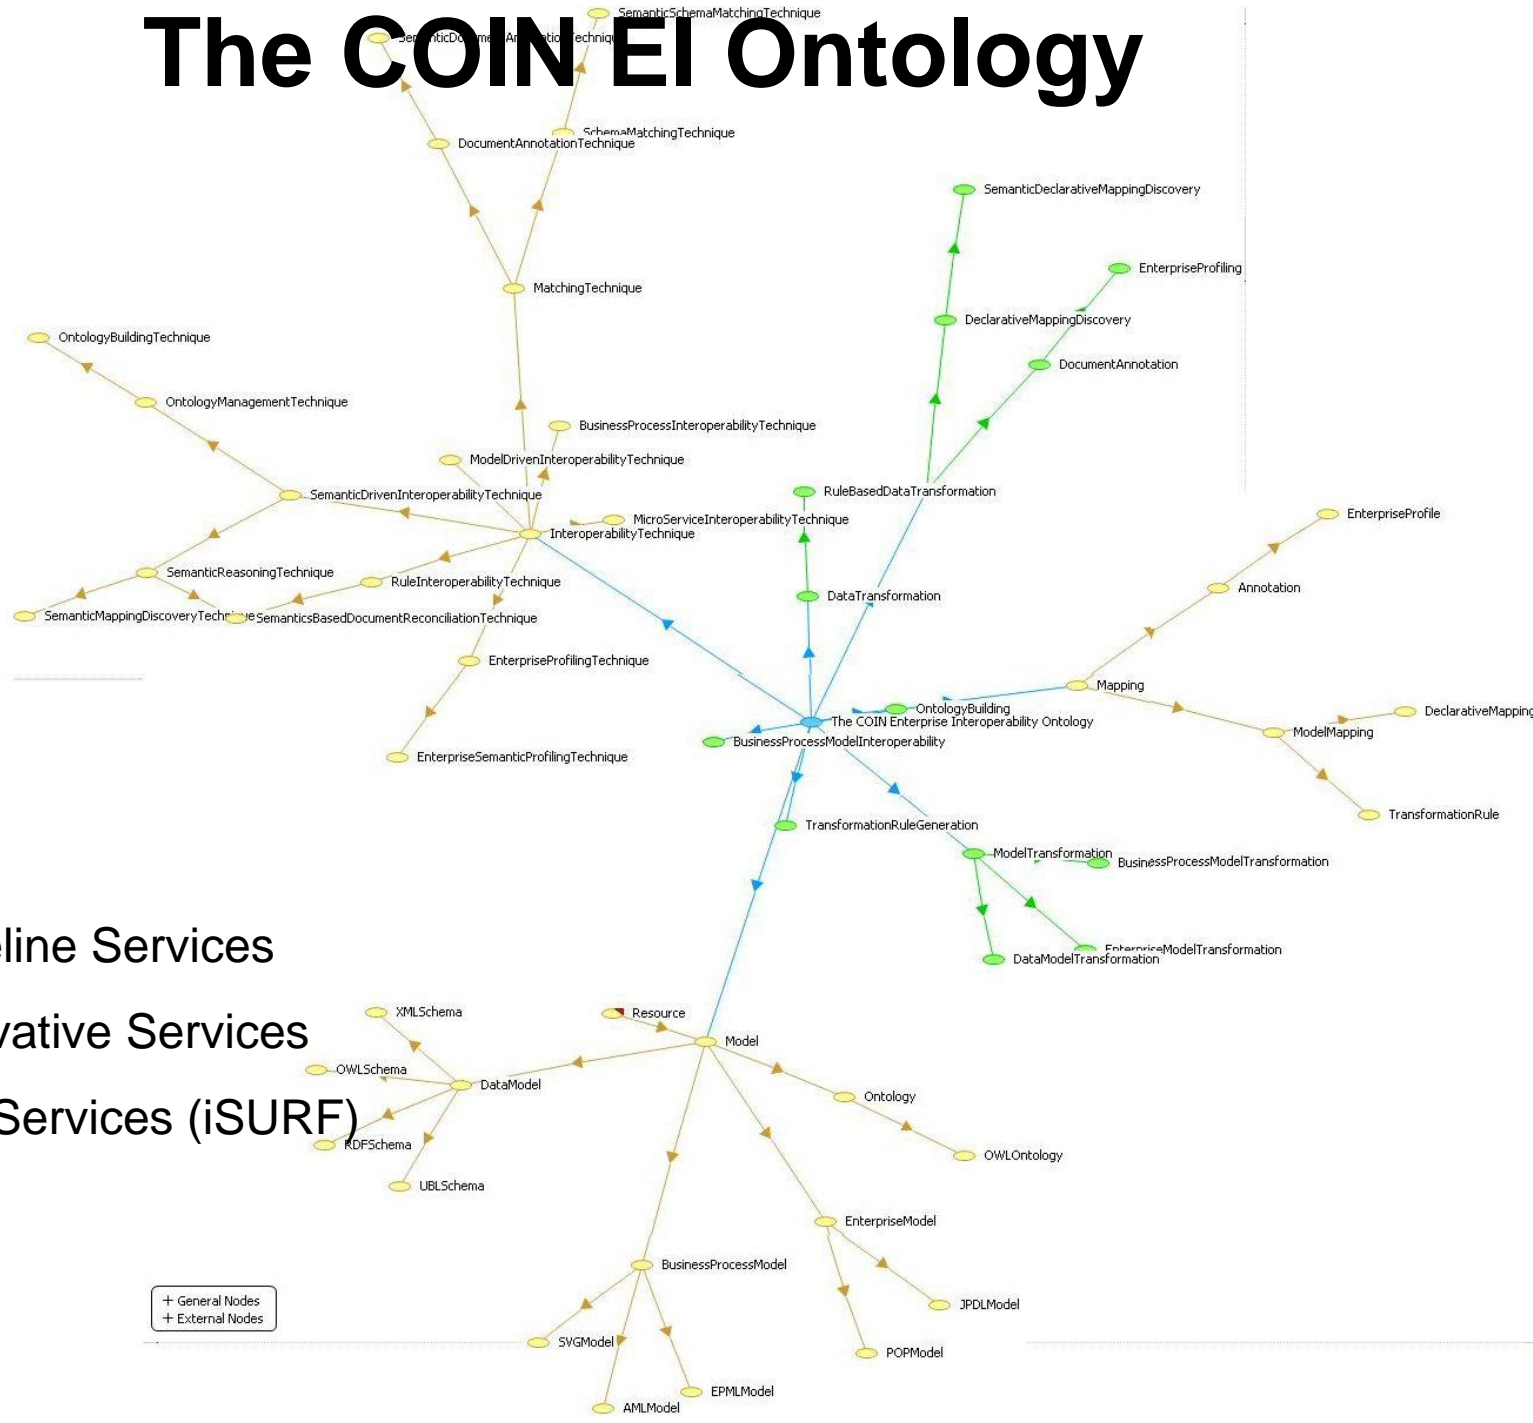 The COIN EI Ontology
SemanticSchemaMatchingTechnique
SchemaMatchingTechnique
DocumentAnnotationTechnique
SemanticDeclarativeMappingDiscovery
EnterpriseProfiling
MatchingTechnique
DeclarativeMappingDiscovery
OntologyBuildingTechnique
DocumentAnnotation
OntologyManagementTechnique
BusinessProcessInteroperabilityTechnique
ModelDrivenInteroperabilityTechnique
SemanticDrivenInteroperabilityTechnique
RuleBasedDataTransformation
EnterpriseProfile
MicroServiceInteroperabilityTechnique
InteroperabilityTechnique
SemanticReasoningTechnique
RuleInteroperabilityTechnique
Annotation
DataTransformation
SemanticMappingDiscoveryTechnique
SemanticsBasedDocumentReconciliationTechnique
EnterpriseProfilingTechnique
Mapping
OntologyBuilding
DeclarativeMapping
The COIN Enterprise Interoperability Ontology
ModelMapping
BusinessProcessModelInteroperability
EnterpriseSemanticProfilingTechnique
TransformationRule
TransformationRuleGeneration
ModelTransformation
BusinessProcessModelTransformation
EnterpriseModelTransformation
DataModelTransformation
eline Services
vative Services
Services (iSURF)
XMLSchema
Resource
Model
OWLSchema
DataModel
Ontology
RDFSchema
OWLOntology
UBLSchema
EnterpriseModel
BusinessProcessModel
+ General Nodes
+ External Nodes
JPDLModel
SVGModel
POPModel
EPMLModel
AMLModel